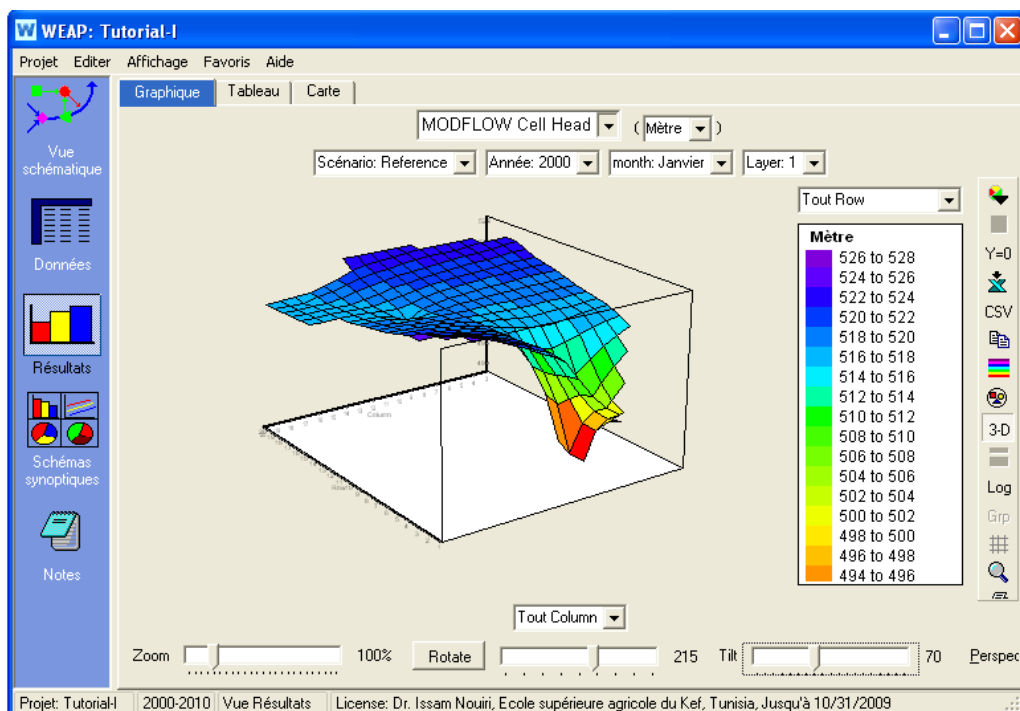 WEAP: Tutorial-I
Projet Editer Affichage Favoris Aide
Graphique Tableau Carte
MODFLOW Cell Head ( Mètre )
Scénario: Reference Année: 2000 month: Janvier Layer: 1
Vue schématique
Données
Résultats
Schémas synoptiques
Notes
Column
Tout Row
Mètre
526 to 528
524 to 526
522 to 524
520 to 522
518 to 520
516 to 518
514 to 516
512 to 514
510 to 512
508 to 510
506 to 508
504 to 506
502 to 504
500 to 502
498 to 500
496 to 498
494 to 496
Y=0
CSV
3-D
Log
Grp
Tout Column
Zoom 100% Rotate 215 Tilt 70 Perspec
Projet: Tutorial-I 2000-2010 Vue Résultats License: Dr. Issam Nouiri, Ecole supérieure agricole du Kef, Tunisia, Jusqu'à 10/31/2009